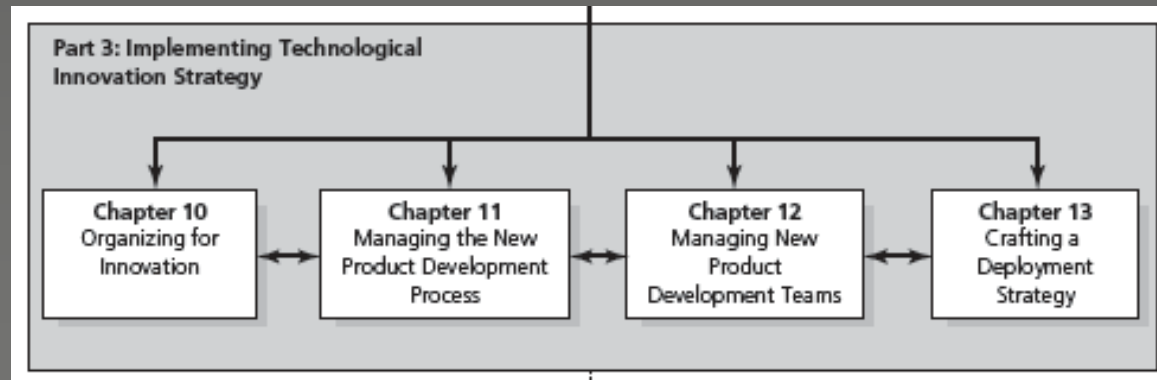 Part 3: Implementing Technological
Innovation Strategy
Chapter 10
Organizing for
Innovation
Chapter 11
Managing the New
Product Development
Process
Chapter 12
Managing New
Product
Development Teams
Chapter 13
Crafting a
Deployment
Strategy